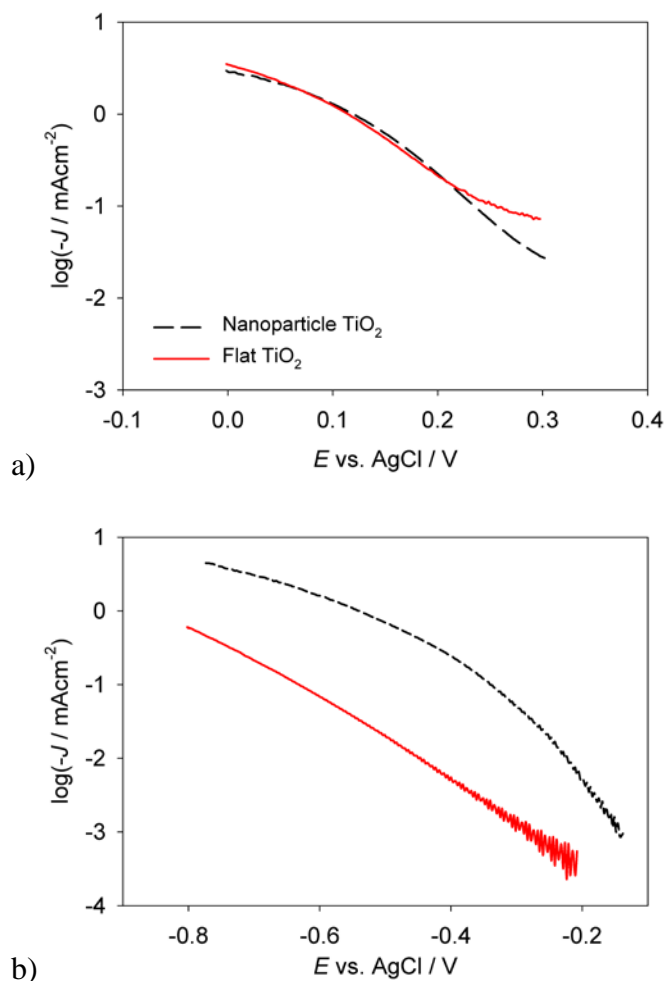 1
0
-1
-2
-3
log(-J / mAcm⁻²)
Nanoparticle TiO₂
Flat TiO₂
-0.1 0.0 0.1 0.2 0.3 0.4
E vs. AgCl / V
a)
1
0
-1
-2
-3
-4
log(-J / mAcm⁻²)
-0.8 -0.6 -0.4 -0.2
E vs. AgCl / V
b)